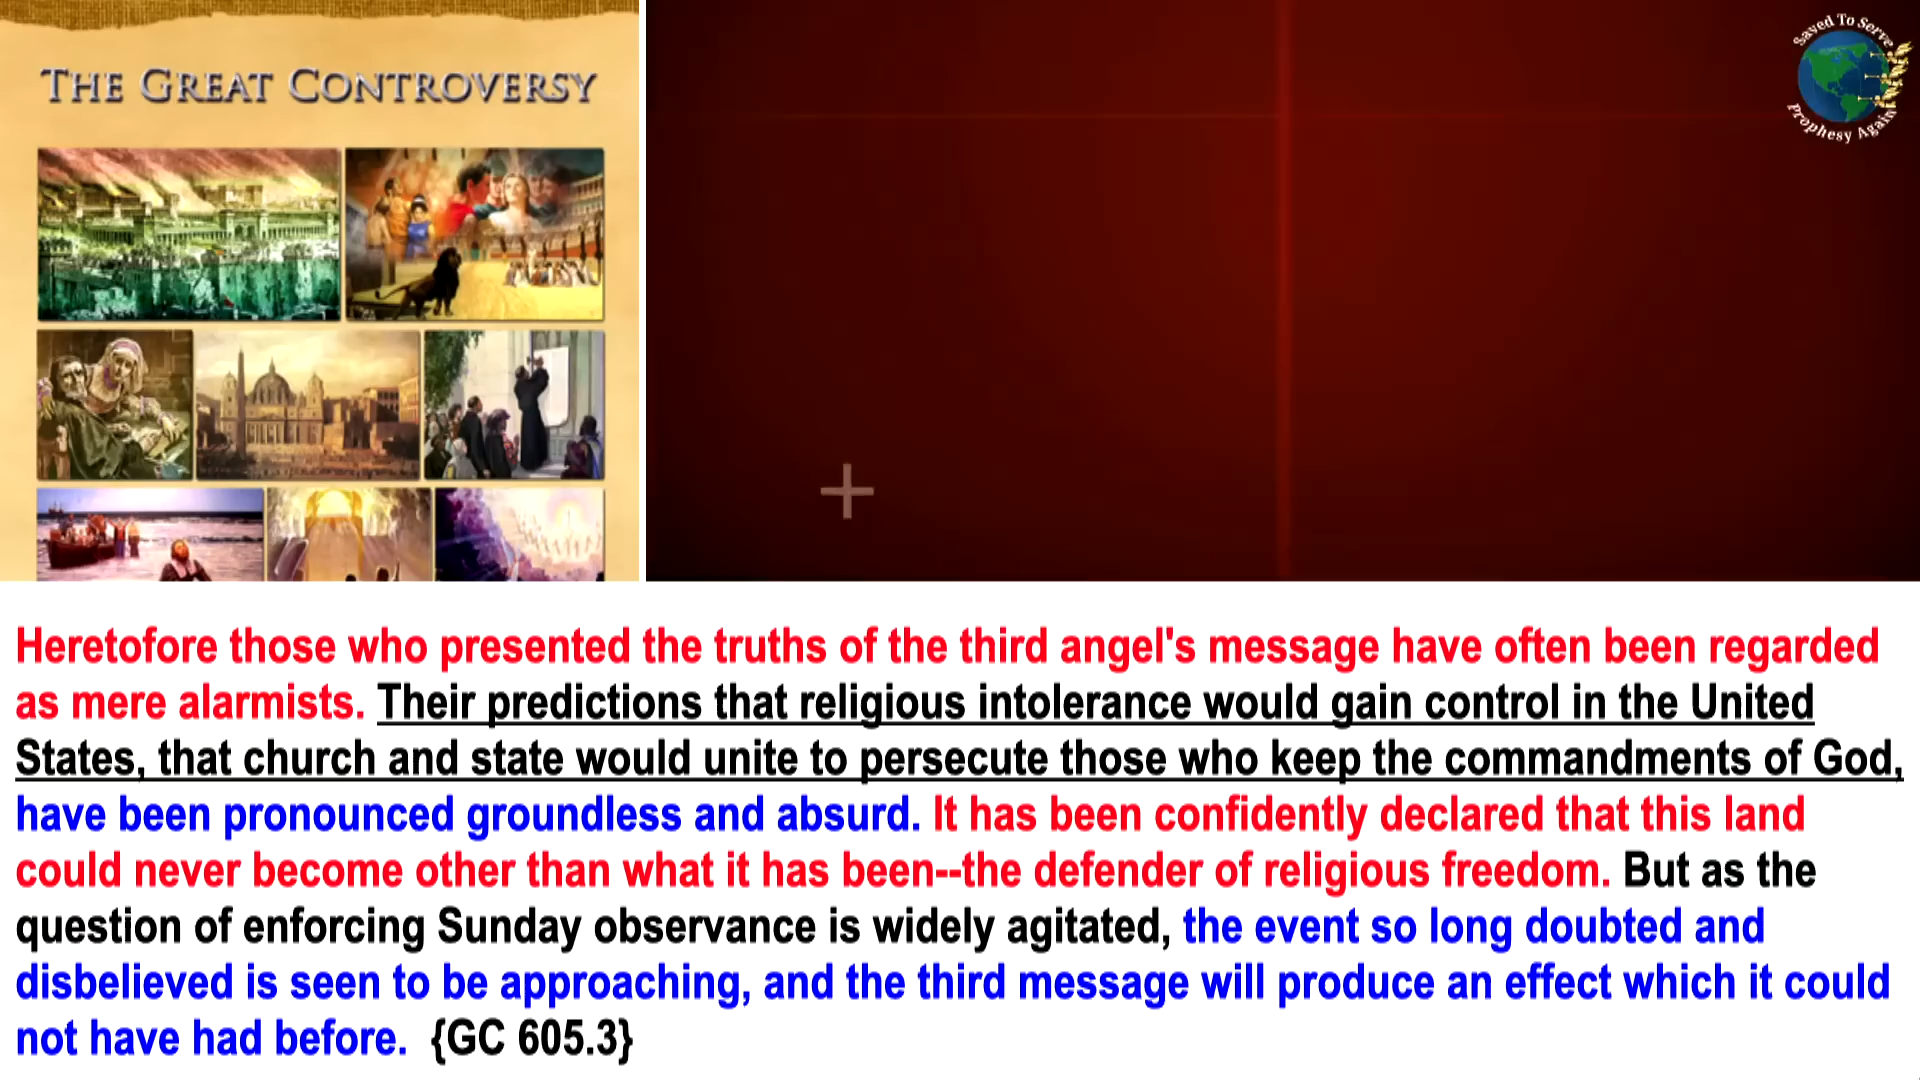 THE GREAT CONTROVERSY
Saved To Serve
Prophesy Again
Heretofore those who presented the truths of the third angel's message have often been regarded
as mere alarmists. Their predictions that religious intolerance would gain control in the United
States, that church and state would unite to persecute those who keep the commandments of God,
have been pronounced groundless and absurd. It has been confidently declared that this land
could never become other than what it has been--the defender of religious freedom. But as the
question of enforcing Sunday observance is widely agitated, the event so long doubted and
disbelieved is seen to be approaching, and the third message will produce an effect which it could
not have had before. {GC 605.3}